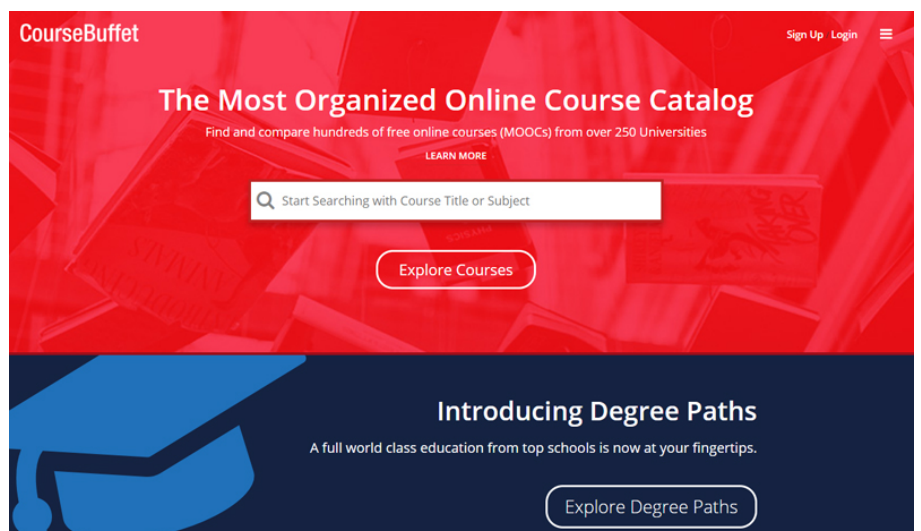 CourseBuffet
Sign Up Login
The Most Organized Online Course Catalog
Find and compare hundreds of free online courses (MOOCs) from over 250 Universities
LEARN MORE
Start Searching with Course Title or Subject
PHYSICS
Explore Courses
Introducing Degree Paths
A full world class education from top schools is now at your fingertips.
Explore Degree Paths